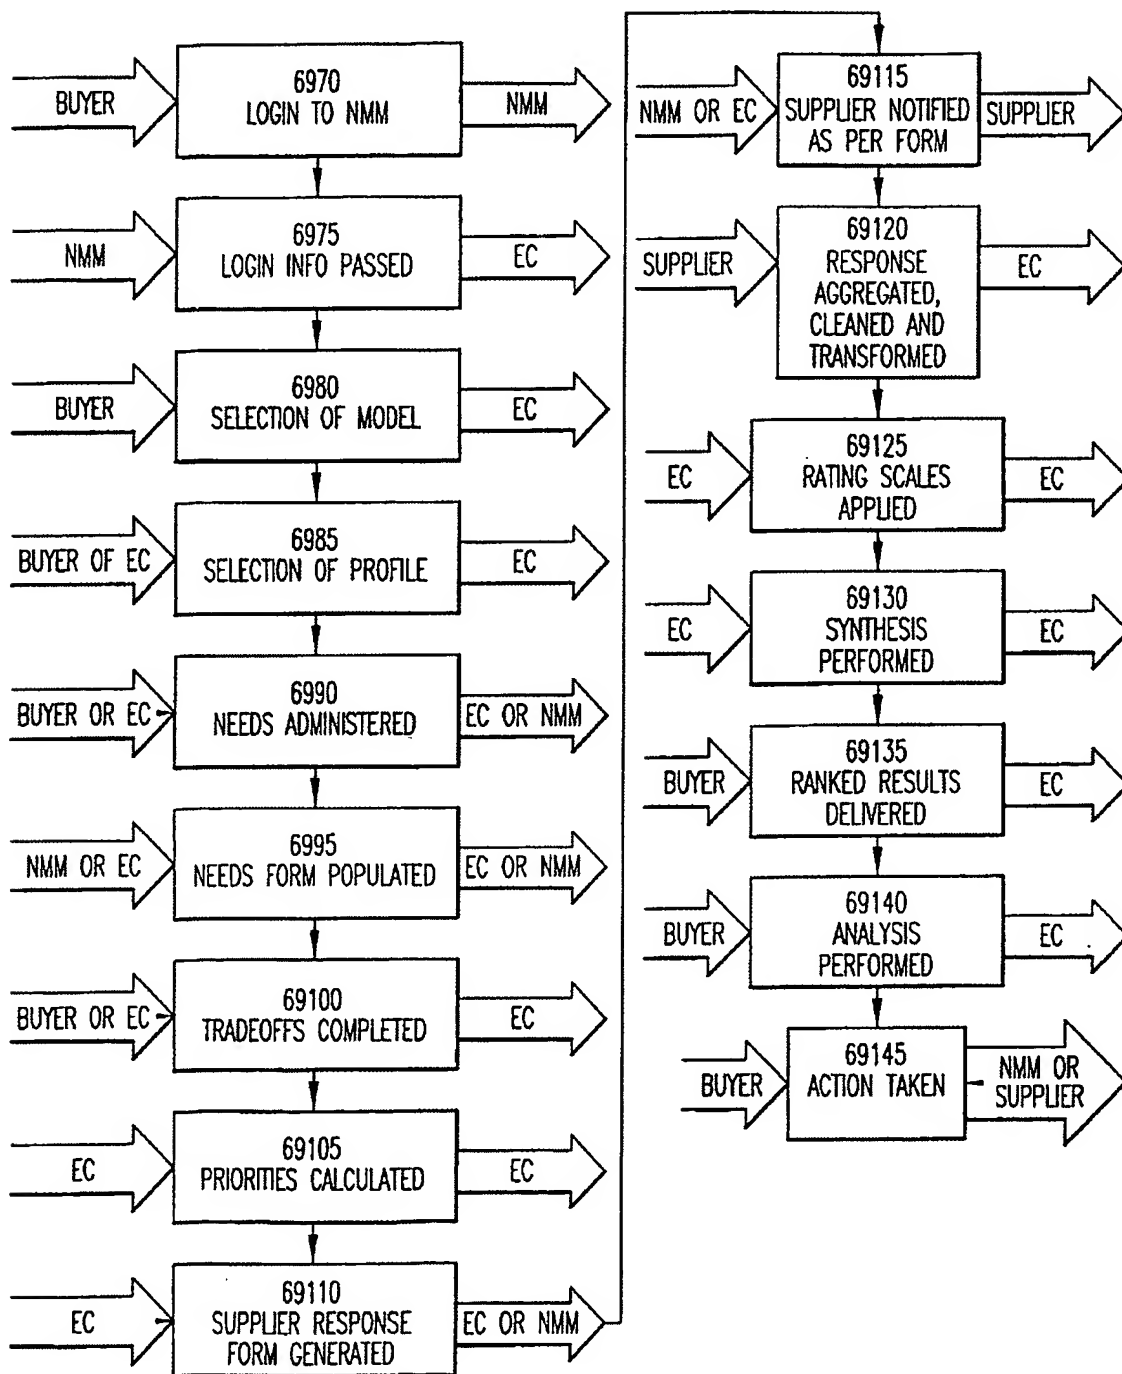 6970
BUYER
LOGIN TO NMM
NMM
6975
NMM
LOGIN INFO PASSED
EC
6980
BUYER
SELECTION OF MODEL
EC
6985
BUYER OF EC
SELECTION OF PROFILE
EC
6990
BUYER OR EC
NEEDS ADMINISTERED
EC OR NMM
6995
NMM OR EC
NEEDS FORM POPULATED
EC OR NMM
69100
BUYER OR EC
TRADEOFFS COMPLETED
EC
69105
EC
PRIORITIES CALCULATED
EC
69110
EC
SUPPLIER RESPONSE
FORM GENERATED
EC OR NMM
69115
NMM OR EC
SUPPLIER NOTIFIED
AS PER FORM
SUPPLIER
69120
SUPPLIER
RESPONSE
AGGREGATED,
CLEANED AND
TRANSFORMED
EC
69125
EC
RATING SCALES
APPLIED
EC
69130
EC
SYNTHESIS
PERFORMED
EC
69135
BUYER
RANKED RESULTS
DELIVERED
EC
69140
BUYER
ANALYSIS
PERFORMED
EC
69145
BUYER
ACTION TAKEN
NMM OR
SUPPLIER